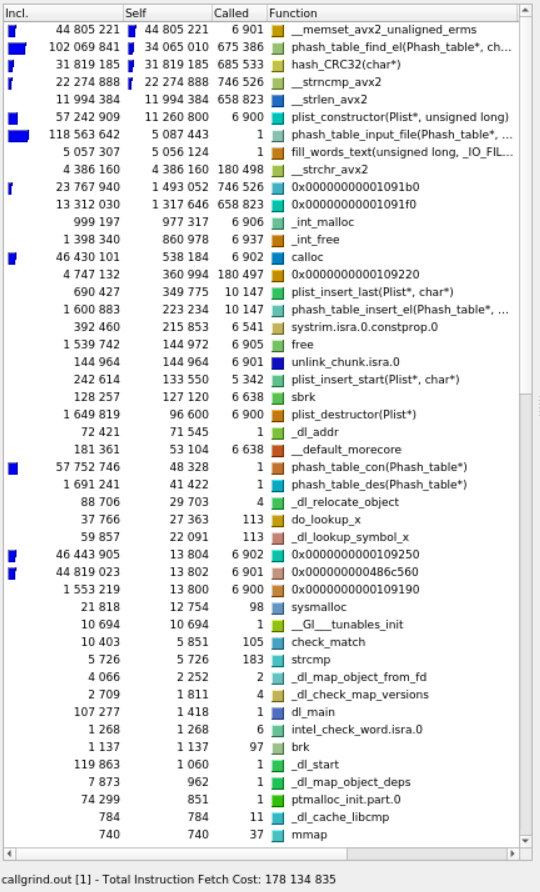 Incl. Self Called Function
44 805 221 44 805 221 6 901 __memset_avx2_unaligned_erms
102 069 841 34 065 010 675 386 phash_table_find_el(Phash_table*, ch...
31 819 185 31 819 185 685 533 hash_CRC32(char*)
22 274 888 22 274 888 746 526 __strncmp_avx2
11 994 384 11 994 384 658 823 __strlen_avx2
57 242 909 11 260 800 6 900 plist_constructor(Plist*, unsigned long)
118 563 642 5 087 443 1 phash_table_input_file(Phash_table*, ...
5 057 307 5 056 124 1 fill_words_text(unsigned long, _IO_FIL...
4 386 160 4 386 160 180 498 __strchr_avx2
23 767 940 1 493 052 746 526 0x00000000001091b0
13 312 030 1 317 646 658 823 0x00000000001091f0
999 197 977 317 6 906 _int_malloc
1 398 340 860 978 6 937 _int_free
46 430 101 538 184 6 902 calloc
4 747 132 360 994 180 497 0x0000000000109220
690 427 349 775 10 147 plist_insert_last(Plist*, char*)
1 600 883 223 234 10 147 phash_table_insert_el(Phash_table*, ...
392 460 215 853 6 541 systrim.isra.0.constprop.0
1 539 742 144 972 6 905 free
144 964 144 964 6 901 unlink_chunk.isra.0
242 614 133 550 5 342 plist_insert_start(Plist*, char*)
128 257 127 120 6 638 sbrk
1 649 819 96 600 6 900 plist_destructor(Plist*)
72 421 71 545 1 _dl_addr
181 361 53 104 6 638 __default_morecore
57 752 746 48 328 1 phash_table_con(Phash_table*)
1 691 241 41 422 1 phash_table_des(Phash_table*)
88 706 29 703 4 _dl_relocate_object
37 766 27 363 113 do_lookup_x
59 857 22 091 113 _dl_lookup_symbol_x
46 443 905 13 804 6 902 0x0000000000109250
44 819 023 13 802 6 901 0x000000000486c560
1 553 219 13 800 6 900 0x0000000000109190
21 818 12 754 98 sysmalloc
10 694 10 694 1 __GI___tunables_init
10 403 5 851 105 check_match
5 726 5 726 183 strcmp
4 066 2 252 2 _dl_map_object_from_fd
2 709 1 811 4 _dl_check_map_versions
107 277 1 418 1 dl_main
1 268 1 268 6 intel_check_word.isra.0
1 137 1 137 97 brk
119 863 1 060 1 _dl_start
7 873 962 1 _dl_map_object_deps
74 299 851 1 ptmalloc_init.part.0
784 784 11 _dl_cache_libcmp
740 740 37 mmap
callgrind.out [1] - Total Instruction Fetch Cost: 178 134 835